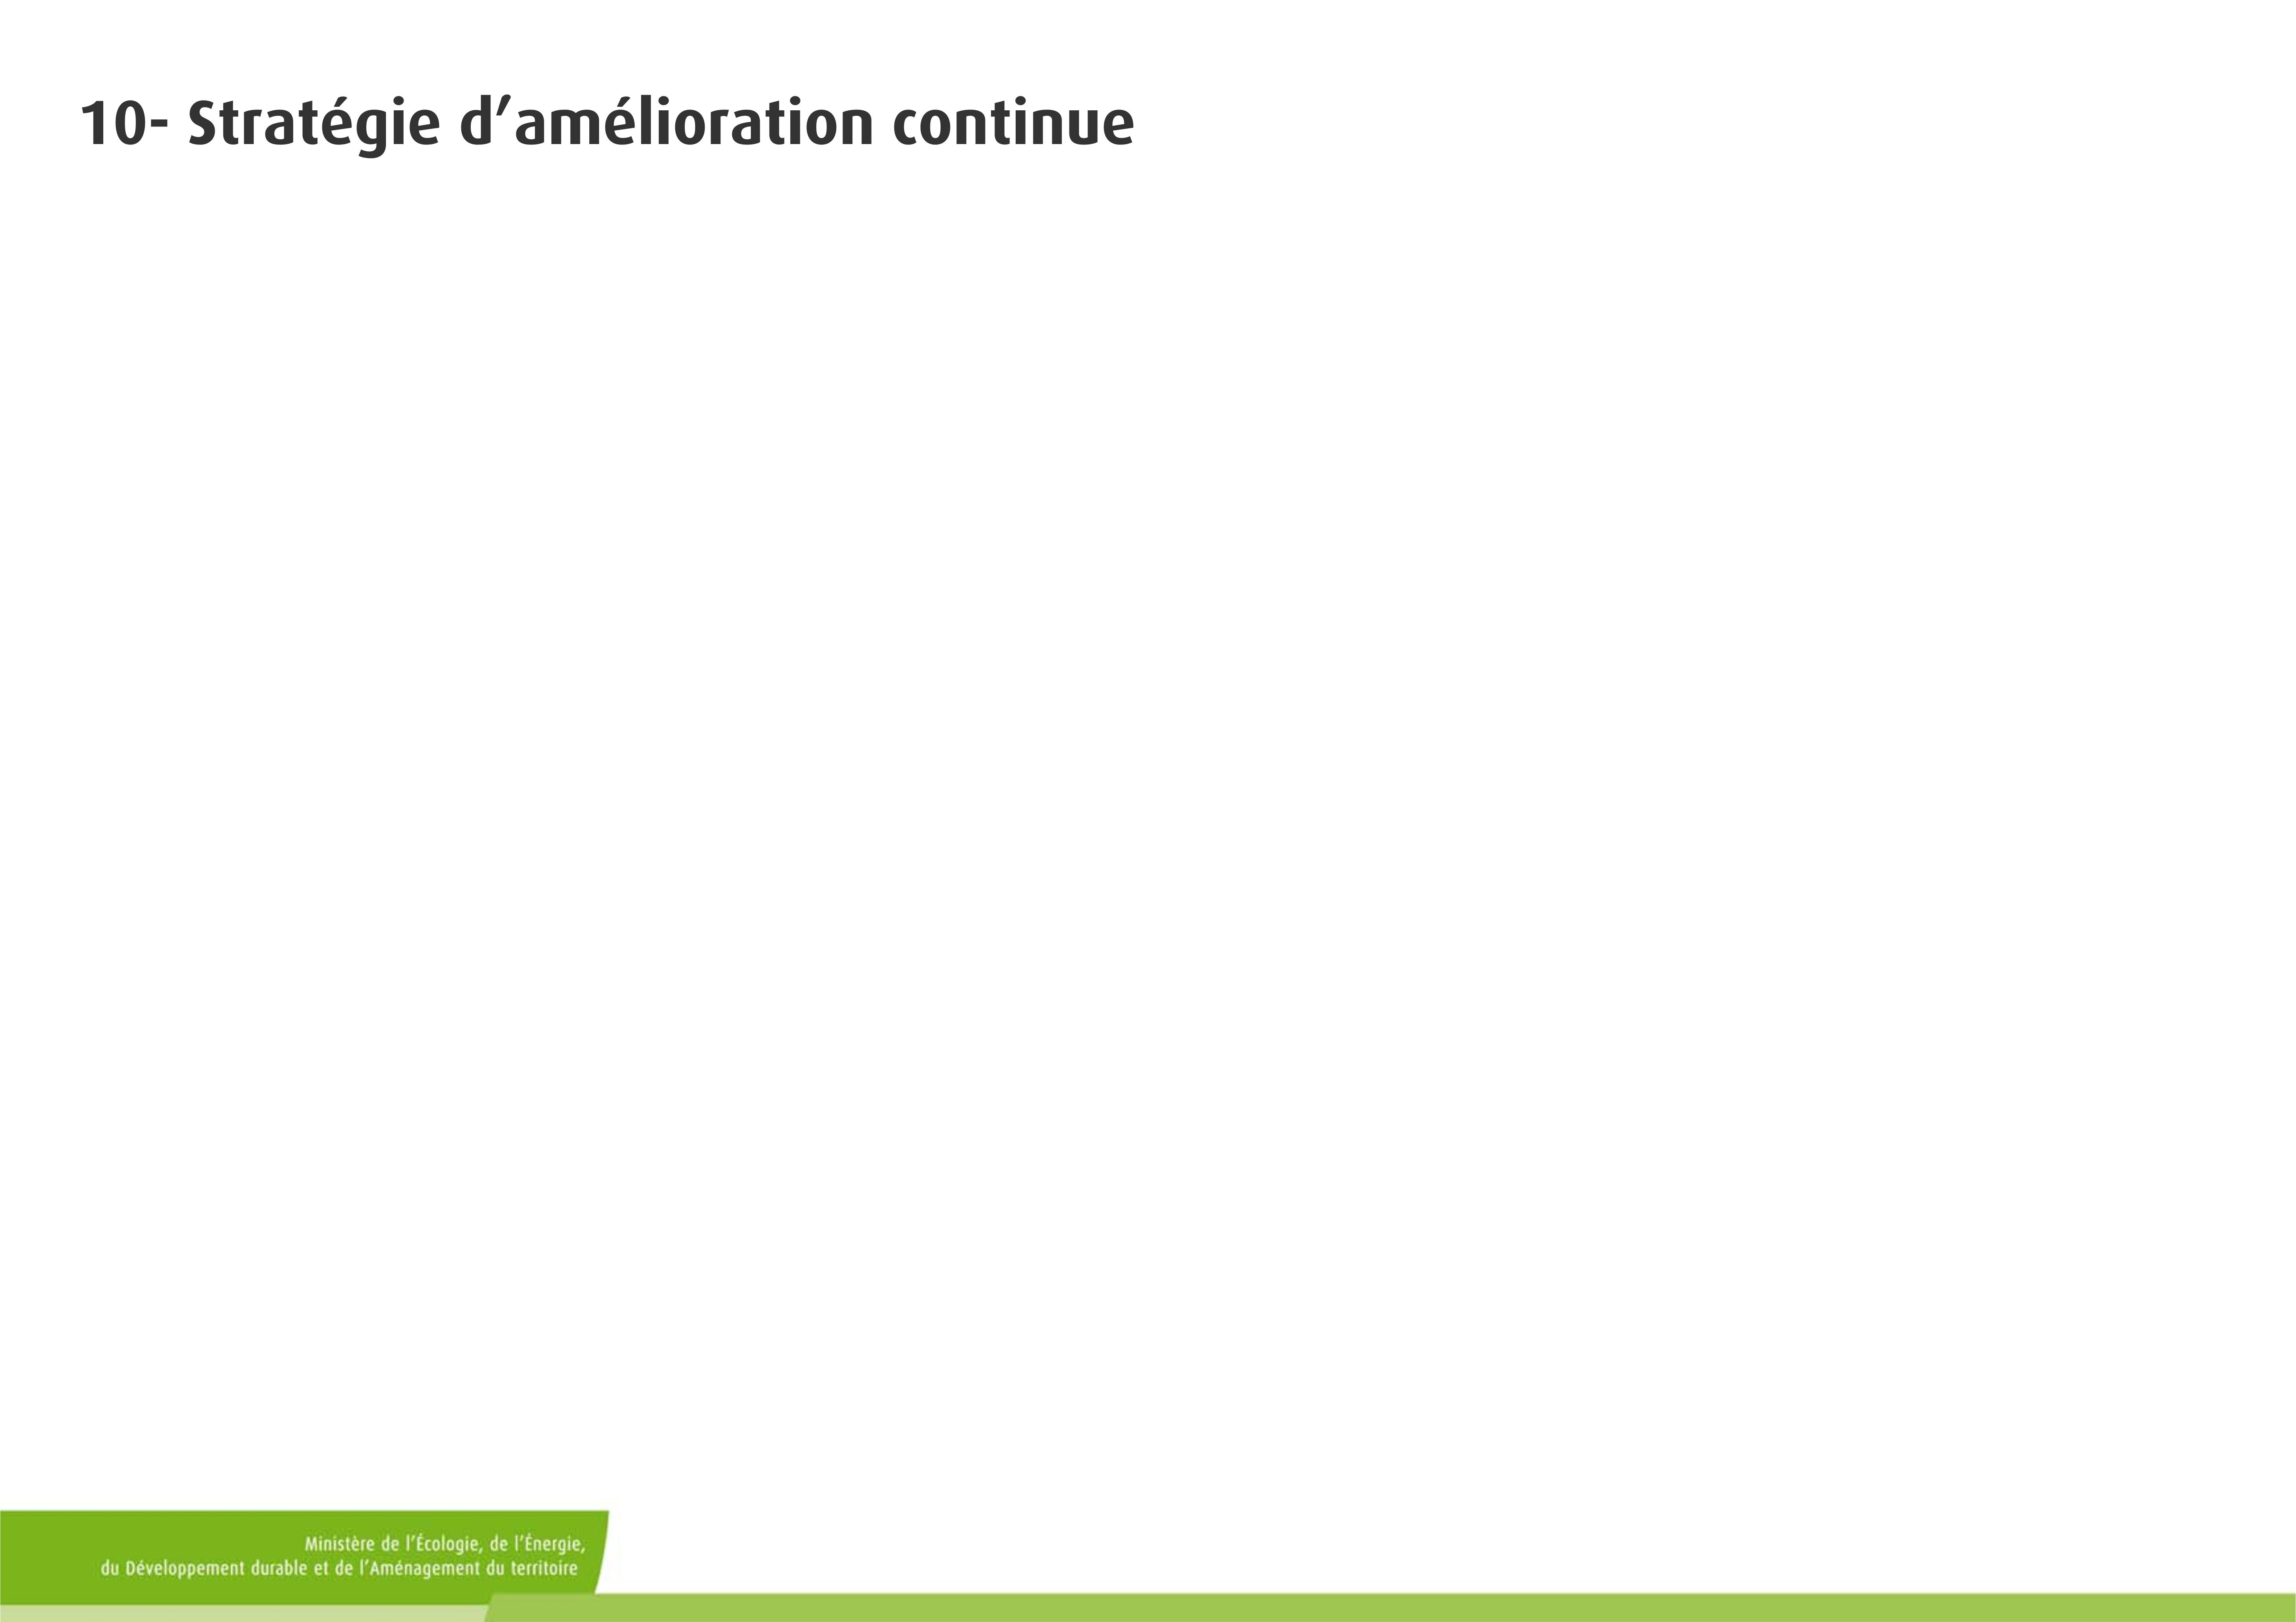 10- Stratégie d’amélioration continue
Ministère de l’Écologie, de l’Énergie,
du Développement durable et de l’Aménagement du territoire